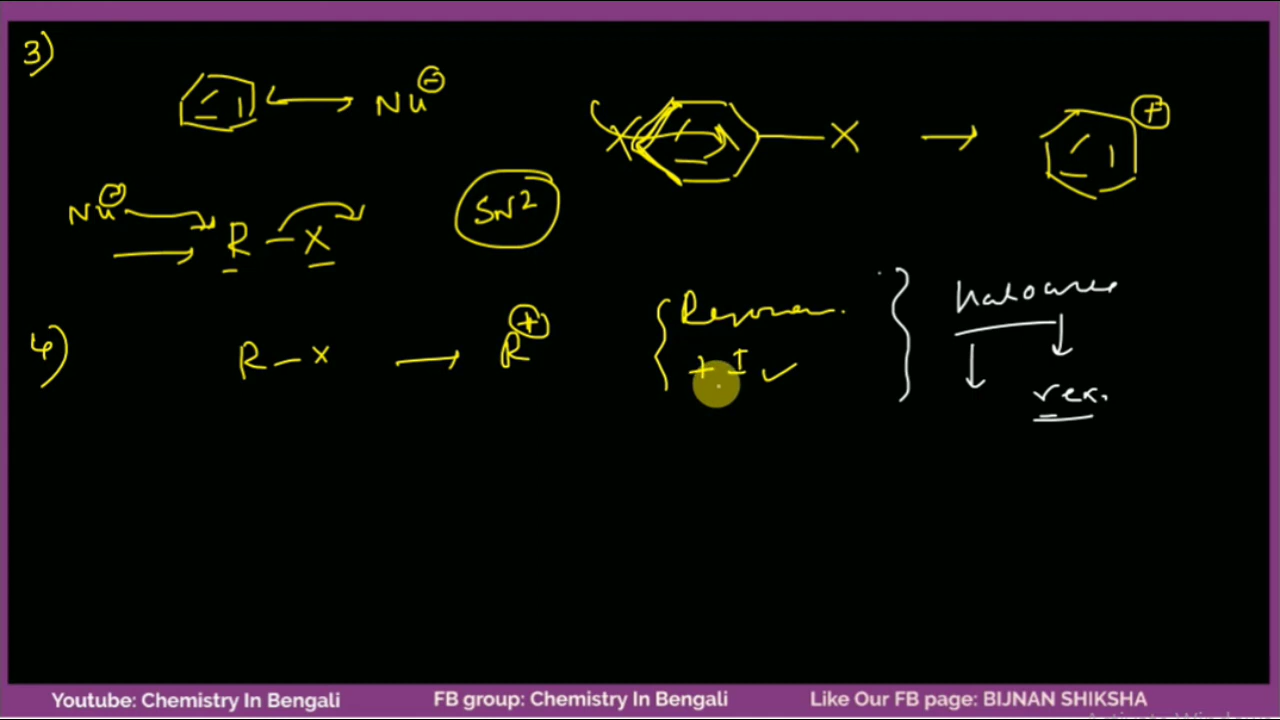 3)
Nu⊖
X X → ⊕
Nu⊖ R – X SN²
4) R – X → R⊕
+ I ✓
rex.
Youtube: Chemistry In Bengali FB group: Chemistry In Bengali Like Our FB page: BIJNAN SHIKSHA